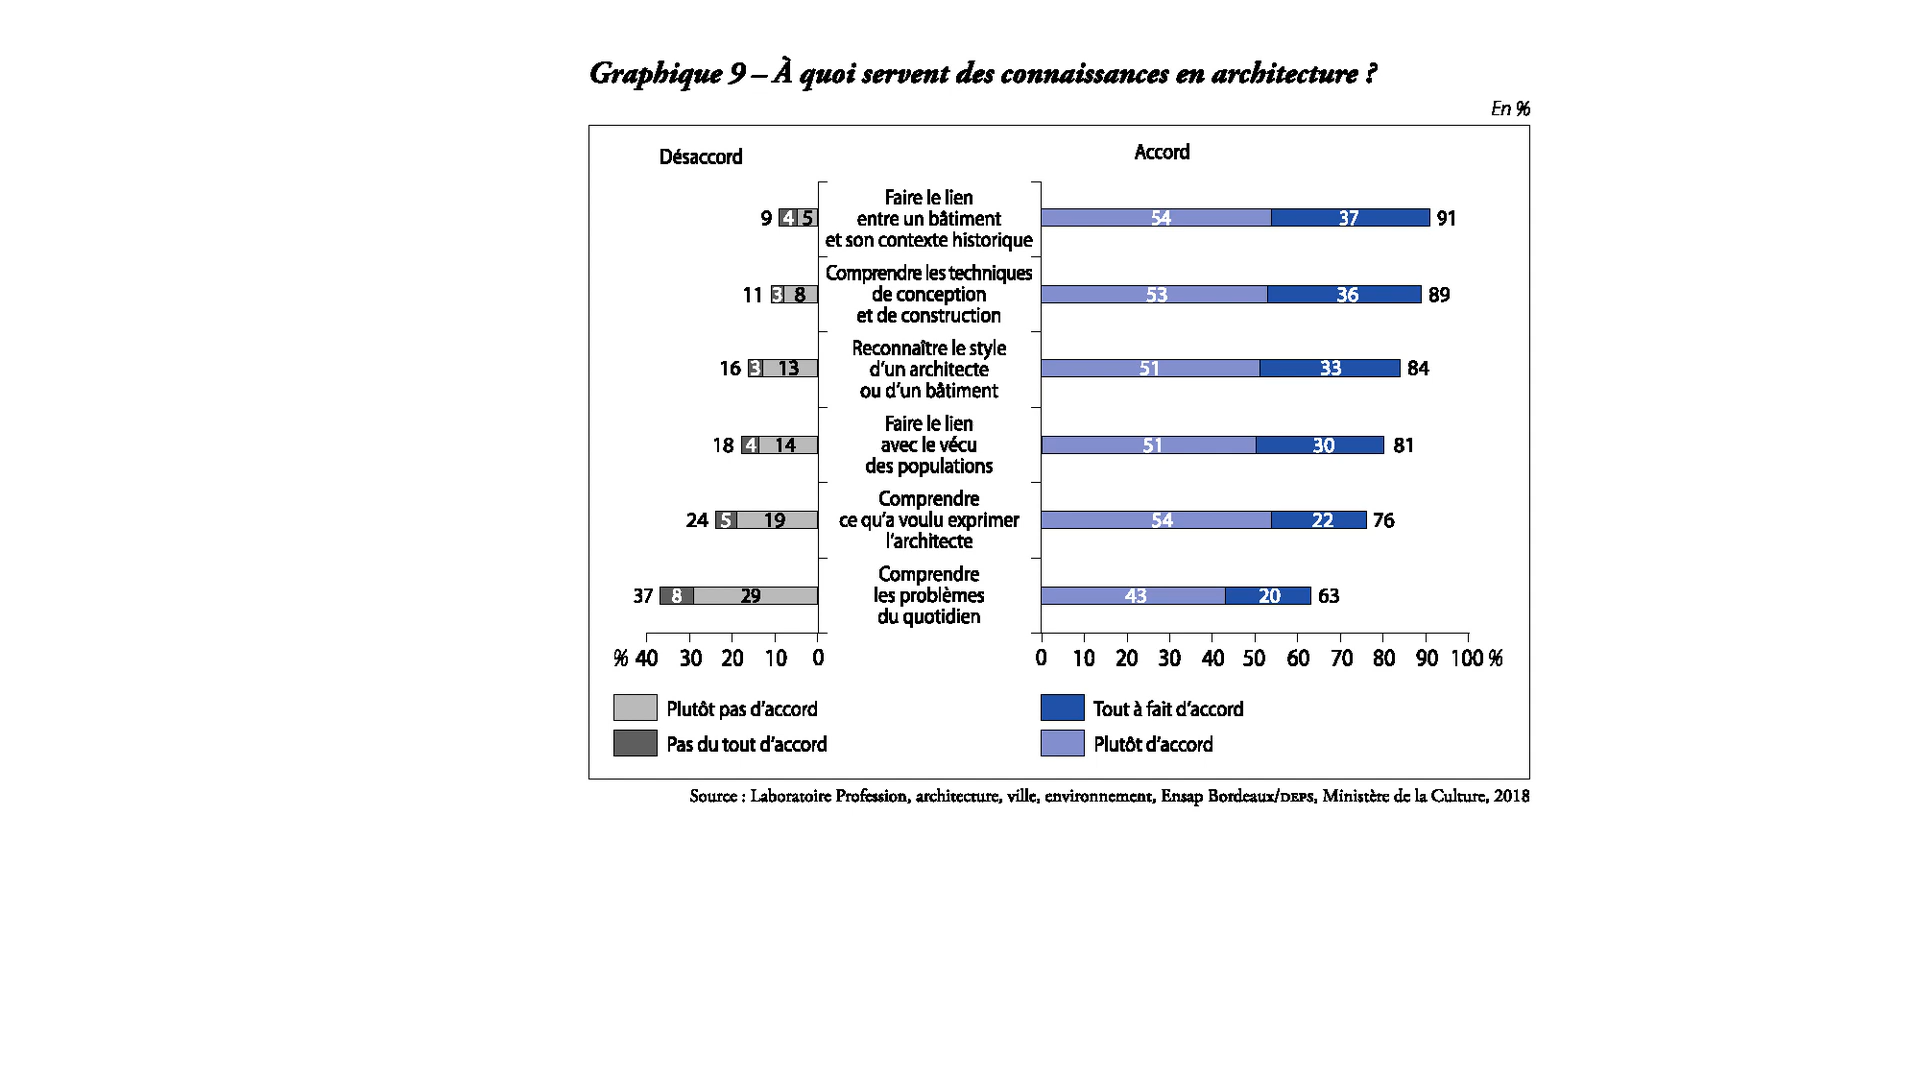 Graphique 9 – À quoi servent des connaissances en architecture ?
En %
Désaccord
Accord
9 4 5
Faire le lien
entre un bâtiment
et son contexte historique
54 37 91
11 3 8
Comprendre les techniques
de conception
et de construction
53 36 89
16 3 13
Reconnaître le style
d'un architecte
ou d'un bâtiment
51 33 84
18 4 14
Faire le lien
avec le vécu
des populations
51 30 81
24 5 19
Comprendre
ce qu'a voulu exprimer
l'architecte
54 22 76
37 8 29
Comprendre
les problèmes
du quotidien
43 20 63
% 40 30 20 10 0
0 10 20 30 40 50 60 70 80 90 100 %
Plutôt pas d'accord
Pas du tout d'accord
Tout à fait d'accord
Plutôt d'accord
Source : Laboratoire Profession, architecture, ville, environnement, Ensap Bordeaux/DEPS, Ministère de la Culture, 2018